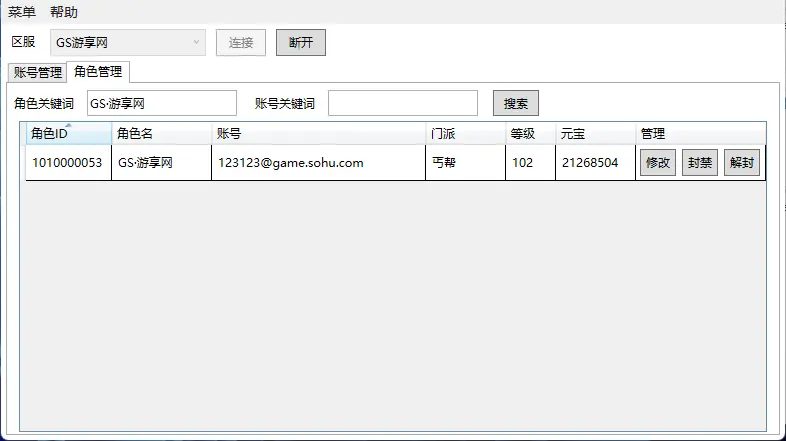 菜单 帮助
区服 GS游享网 连接 断开
账号管理 角色管理
角色关键词 GS·游享网 账号关键词 搜索
角色ID 角色名 账号 门派 等级 元宝 管理
1010000053 GS·游享网 123123@game.sohu.com 丐帮 102 21268504 修改 封禁 解封